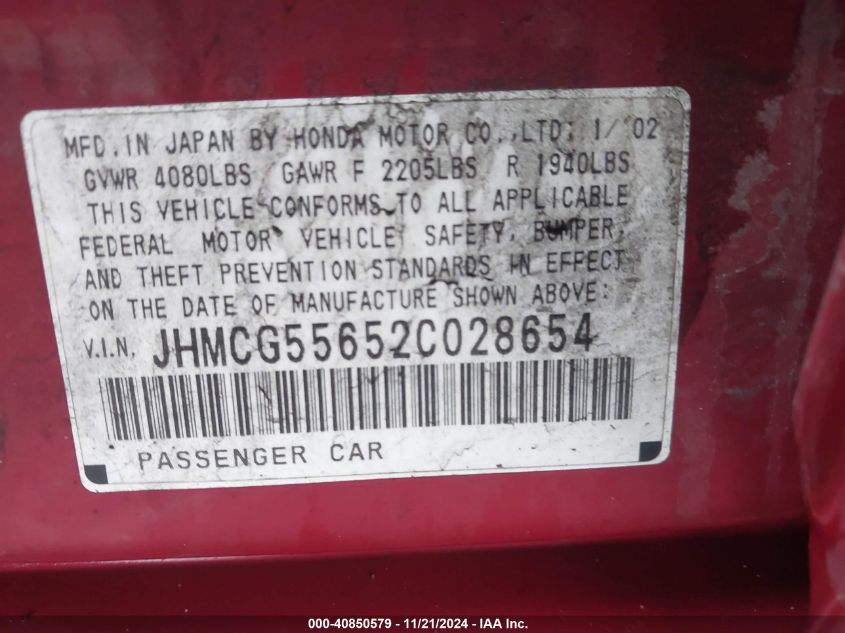 MFD. IN JAPAN BY HONDA MOTOR CO., LTD. 1/'02
GVWR 4080LBS GAWR F 2205LBS R 1940LBS
THIS VEHICLE CONFORMS TO ALL APPLICABLE
FEDERAL MOTOR VEHICLE SAFETY, BUMPER,
AND THEFT PREVENTION STANDARDS IN EFFECT
ON THE DATE OF MANUFACTURE SHOWN ABOVE:
V.I.N. JHMCG55652C028654
PASSENGER CAR
000-40850579 - 11/21/2024 - IAA Inc.